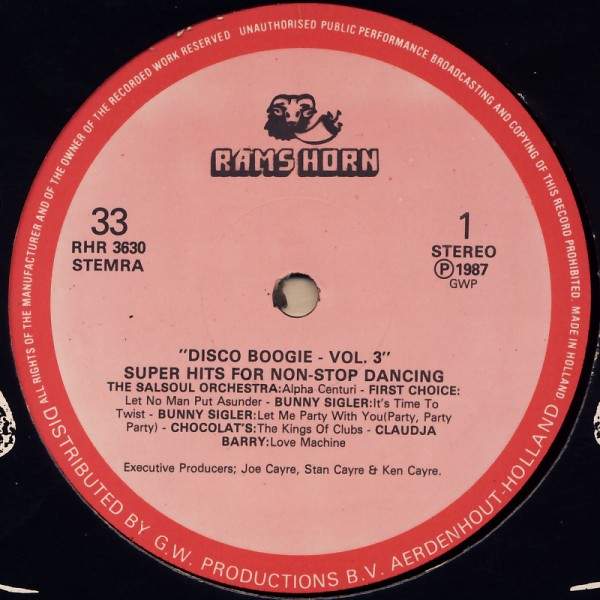 ALL RIGHTS OF THE MANUFACTURER AND OF THE OWNER OF THE RECORDED WORK RESERVED UNAUTHORISED PUBLIC PERFORMANCE BROADCASTING AND COPYING OF THIS RECORD PROHIBITED. MADE IN HOLLAND
RAMS HORN
33
RHR 3630
STEMRA
1
STEREO
Ⓟ1987
GWP
"DISCO BOOGIE - VOL. 3"
SUPER HITS FOR NON-STOP DANCING
THE SALSOUL ORCHESTRA:Alpha Centuri - FIRST CHOICE:
Let No Man Put Asunder - BUNNY SIGLER:It's Time To
Twist - BUNNY SIGLER:Let Me Party With You(Party, Party
Party) - CHOCOLAT'S:The Kings Of Clubs - CLAUDJA
BARRY:Love Machine
Executive Producers; Joe Cayre, Stan Cayre & Ken Cayre.
DISTRIBUTED BY G.W. PRODUCTIONS B.V. AERDENHOUT-HOLLAND